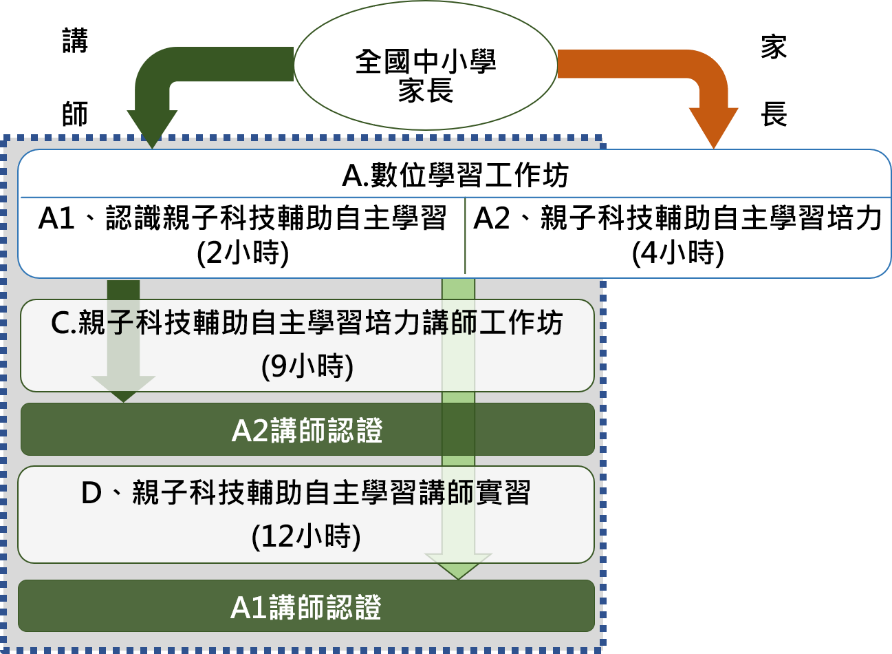 全國中小學
家長
講
師
家
長
A.數位學習工作坊
A1、認識親子科技輔助自主學習
(2小時)
A2、親子科技輔助自主學習培力
(4小時)
C.親子科技輔助自主學習培力講師工作坊
(9小時)
A2講師認證
D、親子科技輔助自主學習講師實習
(12小時)
A1講師認證